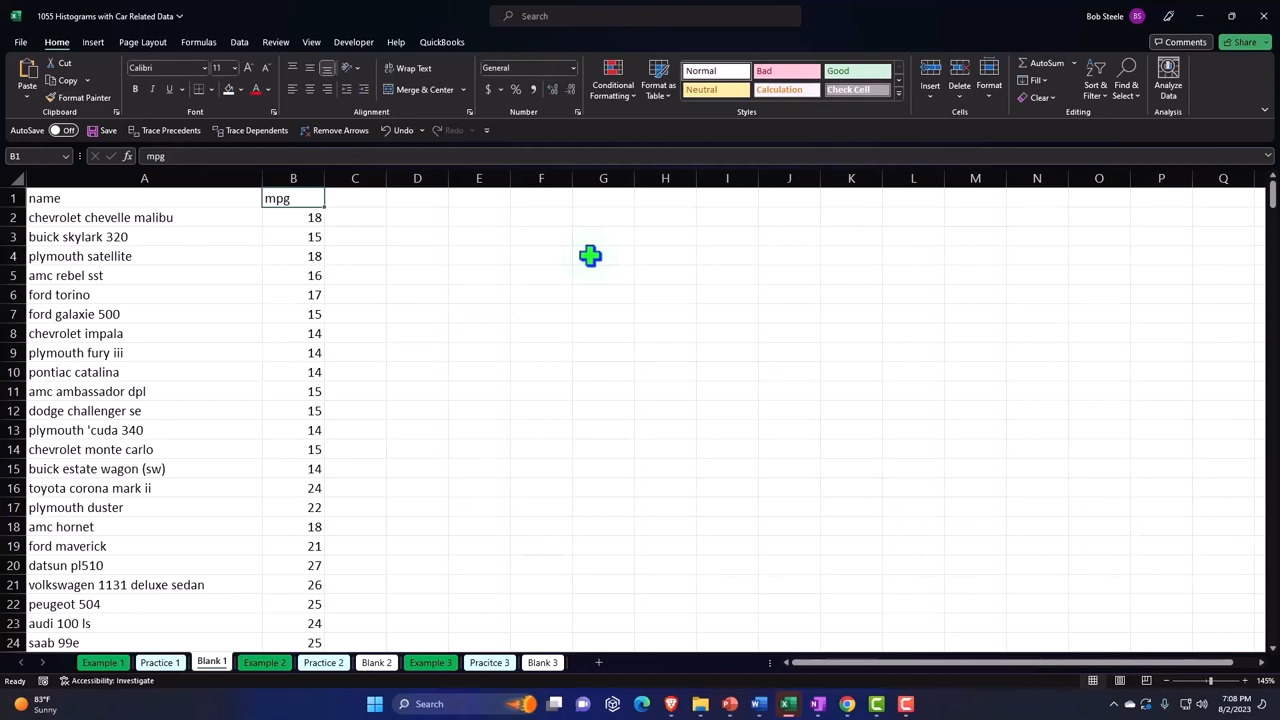 1055 Histograms with Car Related Data
Search
Bob Steele BS
File Home Insert Page Layout Formulas Data Review View Developer Help QuickBooks Comments Share
Paste Cut Copy Format Painter Clipboard
Calibri 11 Font
Wrap Text Merge & Center Alignment
General Number
Conditional Formatting Format as Table Normal Bad Good Neutral Calculation Check Cell Styles
Insert Delete Format Cells
AutoSum Fill Clear Sort & Filter Find & Select Editing
Analyze Data Analysis
AutoSave Off Save Trace Precedents Trace Dependents Remove Arrows Undo Redo
B1 fx mpg
A B C D E F G H I J K L M N O P Q
1 name mpg
2 chevrolet chevelle malibu 18
3 buick skylark 320 15
4 plymouth satellite 18
5 amc rebel sst 16
6 ford torino 17
7 ford galaxie 500 15
8 chevrolet impala 14
9 plymouth fury iii 14
10 pontiac catalina 14
11 amc ambassador dpl 15
12 dodge challenger se 15
13 plymouth 'cuda 340 14
14 chevrolet monte carlo 15
15 buick estate wagon (sw) 14
16 toyota corona mark ii 24
17 plymouth duster 22
18 amc hornet 18
19 ford maverick 21
20 datsun pl510 27
21 volkswagen 1131 deluxe sedan 26
22 peugeot 504 25
23 audi 100 ls 24
24 saab 99e 25
Example 1 Practice 1 Blank 1 Example 2 Practice 2 Blank 2 Example 3 Pracitce 3 Blank 3
Ready Accessibility: Investigate 145%
83°F Search 7:08 PM
Sunny 8/2/2023